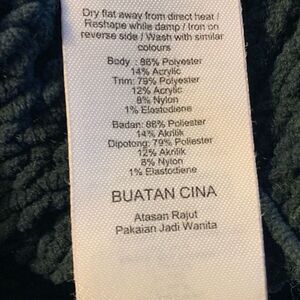 Dry flat away from direct heat /
Reshape while damp / Iron on
reverse side / Wash with similar
colours
Body : 86% Polyester
14% Acrylic
Trim: 79% Polyester
12% Acrylic
8% Nylon
1% Elastodiene
Badan: 86% Poliester
14% Akrilik
Dipotong: 79% Poliester
12% Akrilik
8% Nylon
1% Elastodiene
BUATAN CINA
Atasan Rajut
Pakaian Jadi Wanita